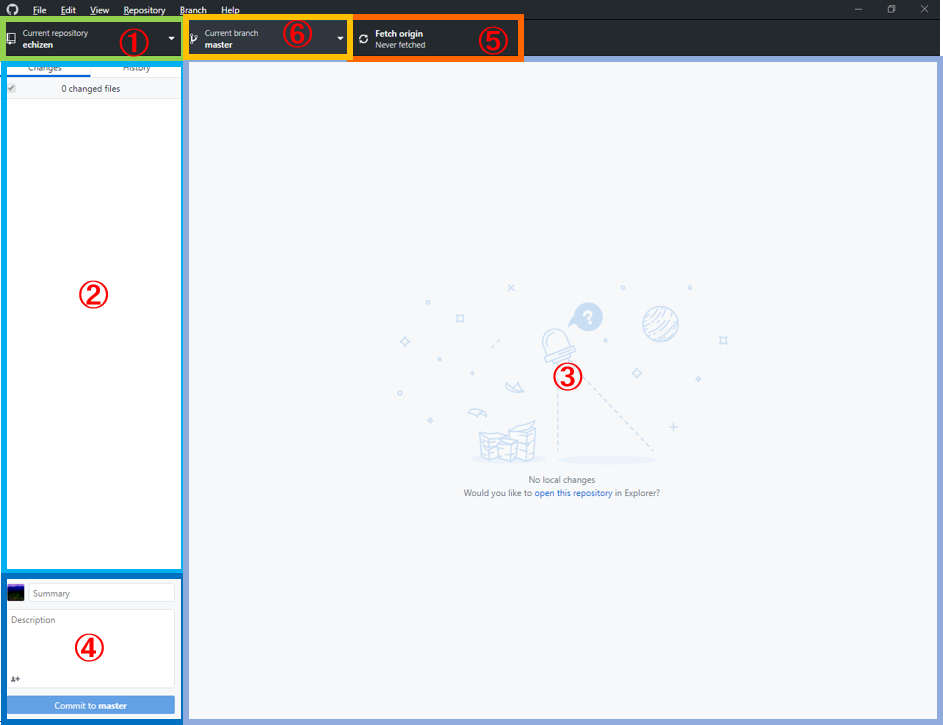 File Edit View Repository Branch Help
Current repository
echizen
①
Current branch
master
⑥
Fetch origin
Never fetched
⑤
Changes History
0 changed files
②
?
③
No local changes
Would you like to open this repository in Explorer?
Summary
Description
④
Commit to master